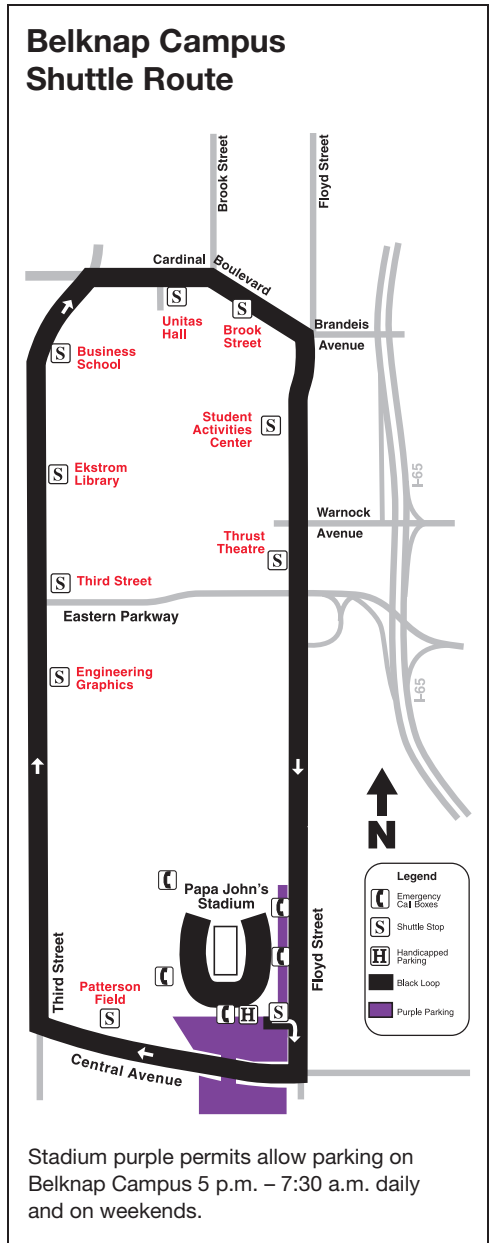 Belknap Campus
Shuttle Route
Brook Street
Floyd Street
Cardinal Boulevard
S
Unitas
Hall
S
Brook
Street
Brandeis
Avenue
S
Business
School
Student
Activities
Center
S
S
Ekstrom
Library
I-65
Warnock
Avenue
Thrust
Theatre
S
S
Third Street
Eastern Parkway
S
Engineering
Graphics
I-65
N
Papa John's
Stadium
Legend
Emergency
Call Boxes
S
Shuttle Stop
H
Handicapped
Parking
Black Loop
Purple Parking
Third Street
Floyd Street
Patterson
Field
S
H
S
Central Avenue
Stadium purple permits allow parking on
Belknap Campus 5 p.m. – 7:30 a.m. daily
and on weekends.